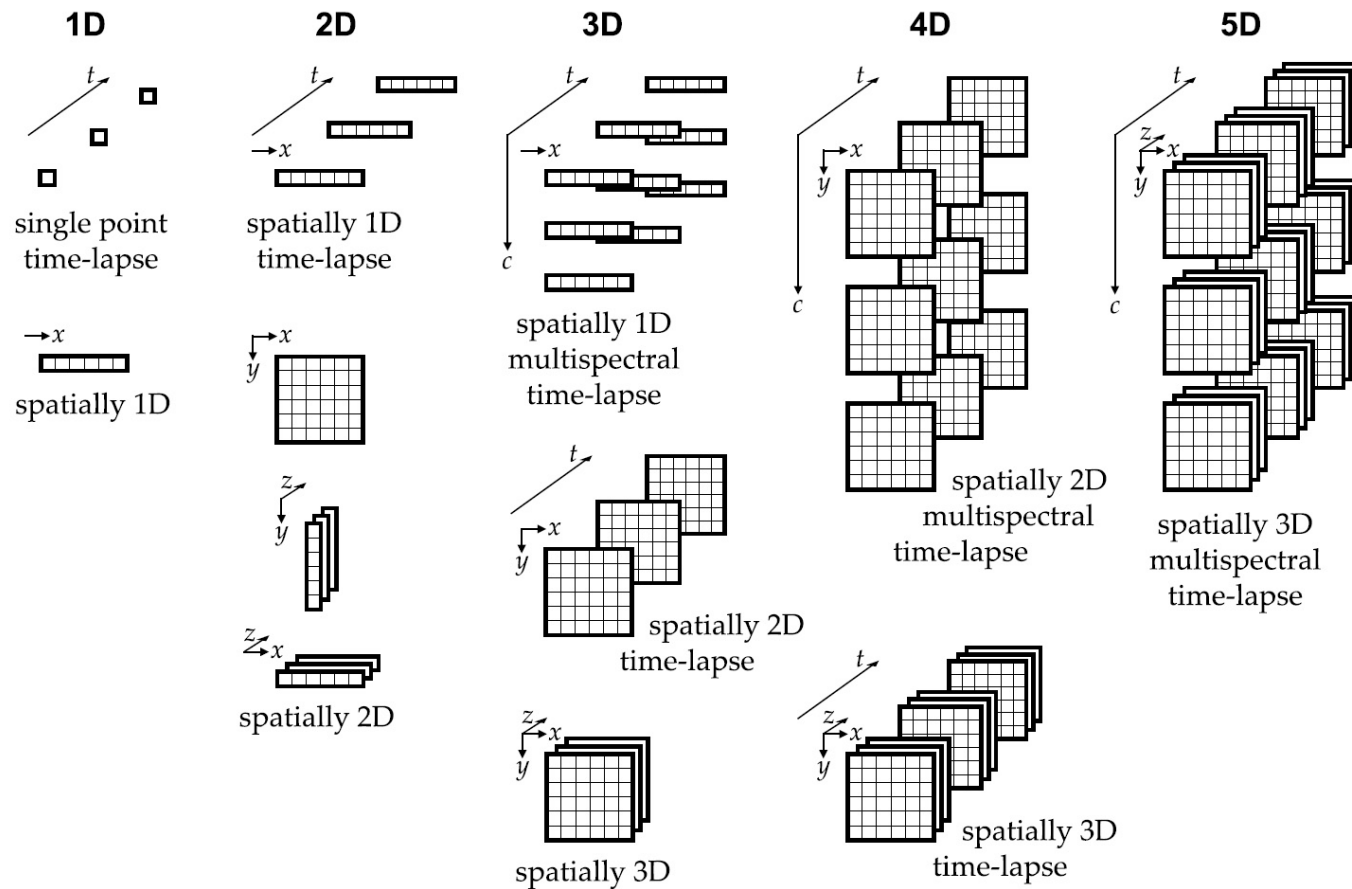 1D
t
single point
time-lapse
x
spatially 1D
2D
t
x
spatially 1D
time-lapse
x
y
z
y
z
x
spatially 2D
3D
t
x
c
spatially 1D
multispectral
time-lapse
t
x
y
spatially 2D
time-lapse
z
x
y
spatially 3D
4D
t
x
y
c
spatially 2D
multispectral
time-lapse
t
z
x
y
spatially 3D
time-lapse
5D
t
z
x
y
c
spatially 3D
multispectral
time-lapse